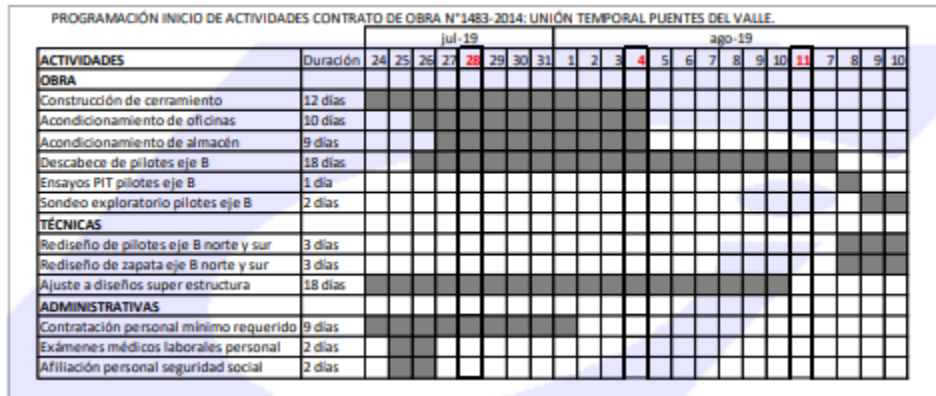 PROGRAMACIÓN INICIO DE ACTIVIDADES CONTRATO DE OBRA N°1483-2014: UNIÓN TEMPORAL PUENTES DEL VALLE.
jul-19 ago-19
ACTIVIDADES Duración 24 25 26 27 28 29 30 31 1 2 3 4 5 6 7 8 9 10 11 7 8 9 10
OBRA
Construcción de cerramiento 12 días
Acondicionamiento de oficinas 10 días
Acondicionamiento de almacén 9 días
Descabece de pilotes eje B 18 días
Ensayos PIT pilotes eje B 1 día
Sondeo exploratorio pilotes eje B 2 días
TÉCNICAS
Rediseño de pilotes eje B norte y sur 3 días
Rediseño de zapata eje B norte y sur 3 días
Ajuste a diseños super estructura 18 días
ADMINISTRATIVAS
Contratación personal mínimo requerido 9 días
Exámenes médicos laborales personal 2 días
Afiliación personal seguridad social 2 días